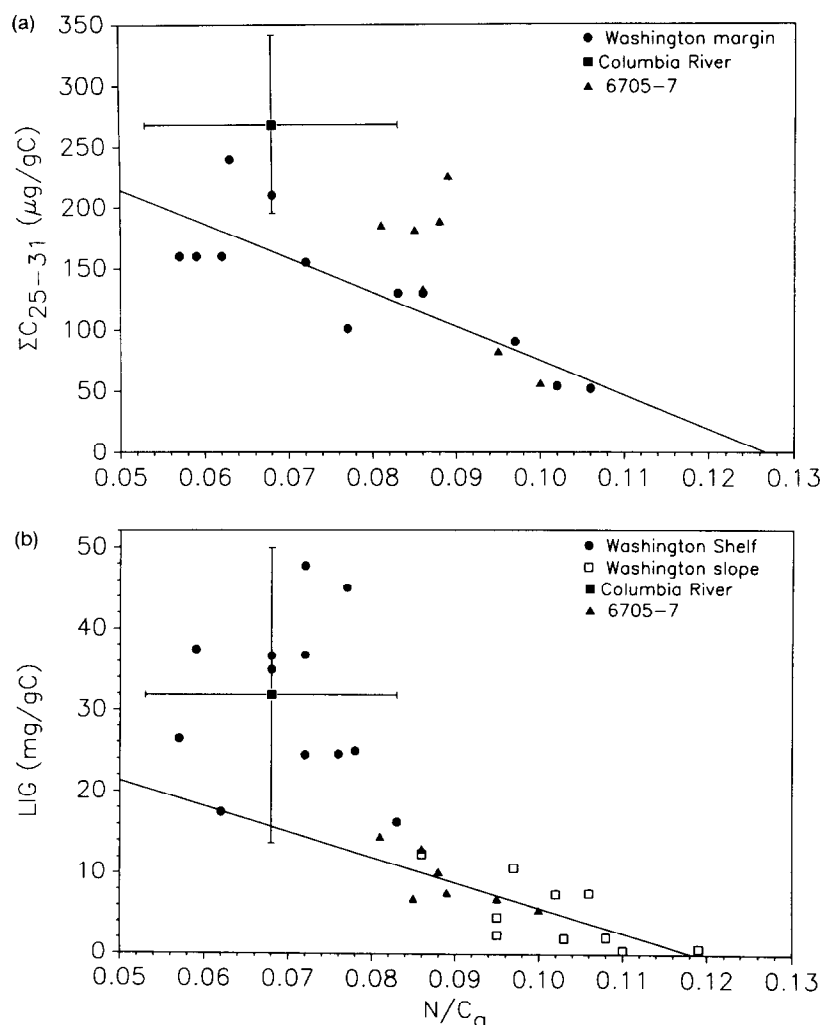 (a)
350
300
250
200
150
100
50
0
ΣC25−31 (μg/gC)
● Washington margin
■ Columbia River
▲ 6705−7
0.05 0.06 0.07 0.08 0.09 0.10 0.11 0.12 0.13
(b)
50
40
30
20
10
0
LIG (mg/gC)
● Washington Shelf
□ Washington slope
■ Columbia River
▲ 6705−7
0.05 0.06 0.07 0.08 0.09 0.10 0.11 0.12 0.13
N/Ca